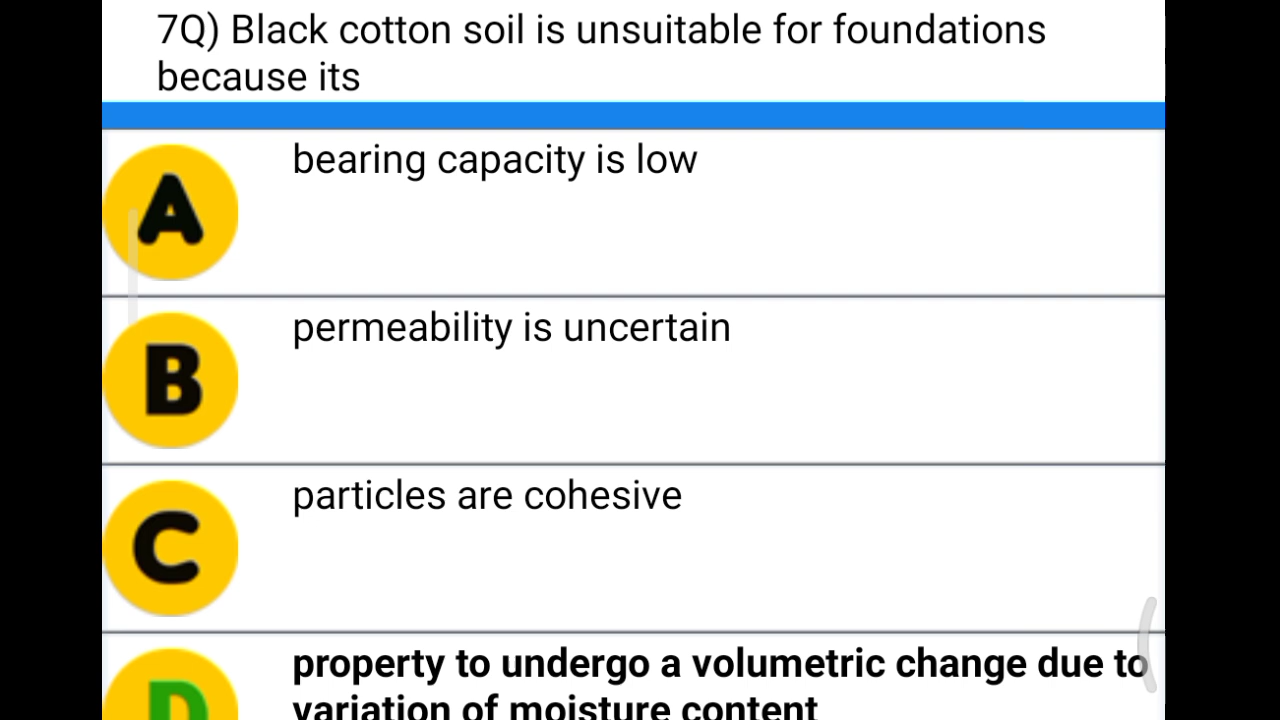 7Q) Black cotton soil is unsuitable for foundations
because its
A
bearing capacity is low
B
permeability is uncertain
C
particles are cohesive
D
property to undergo a volumetric change due to
variation of moisture content